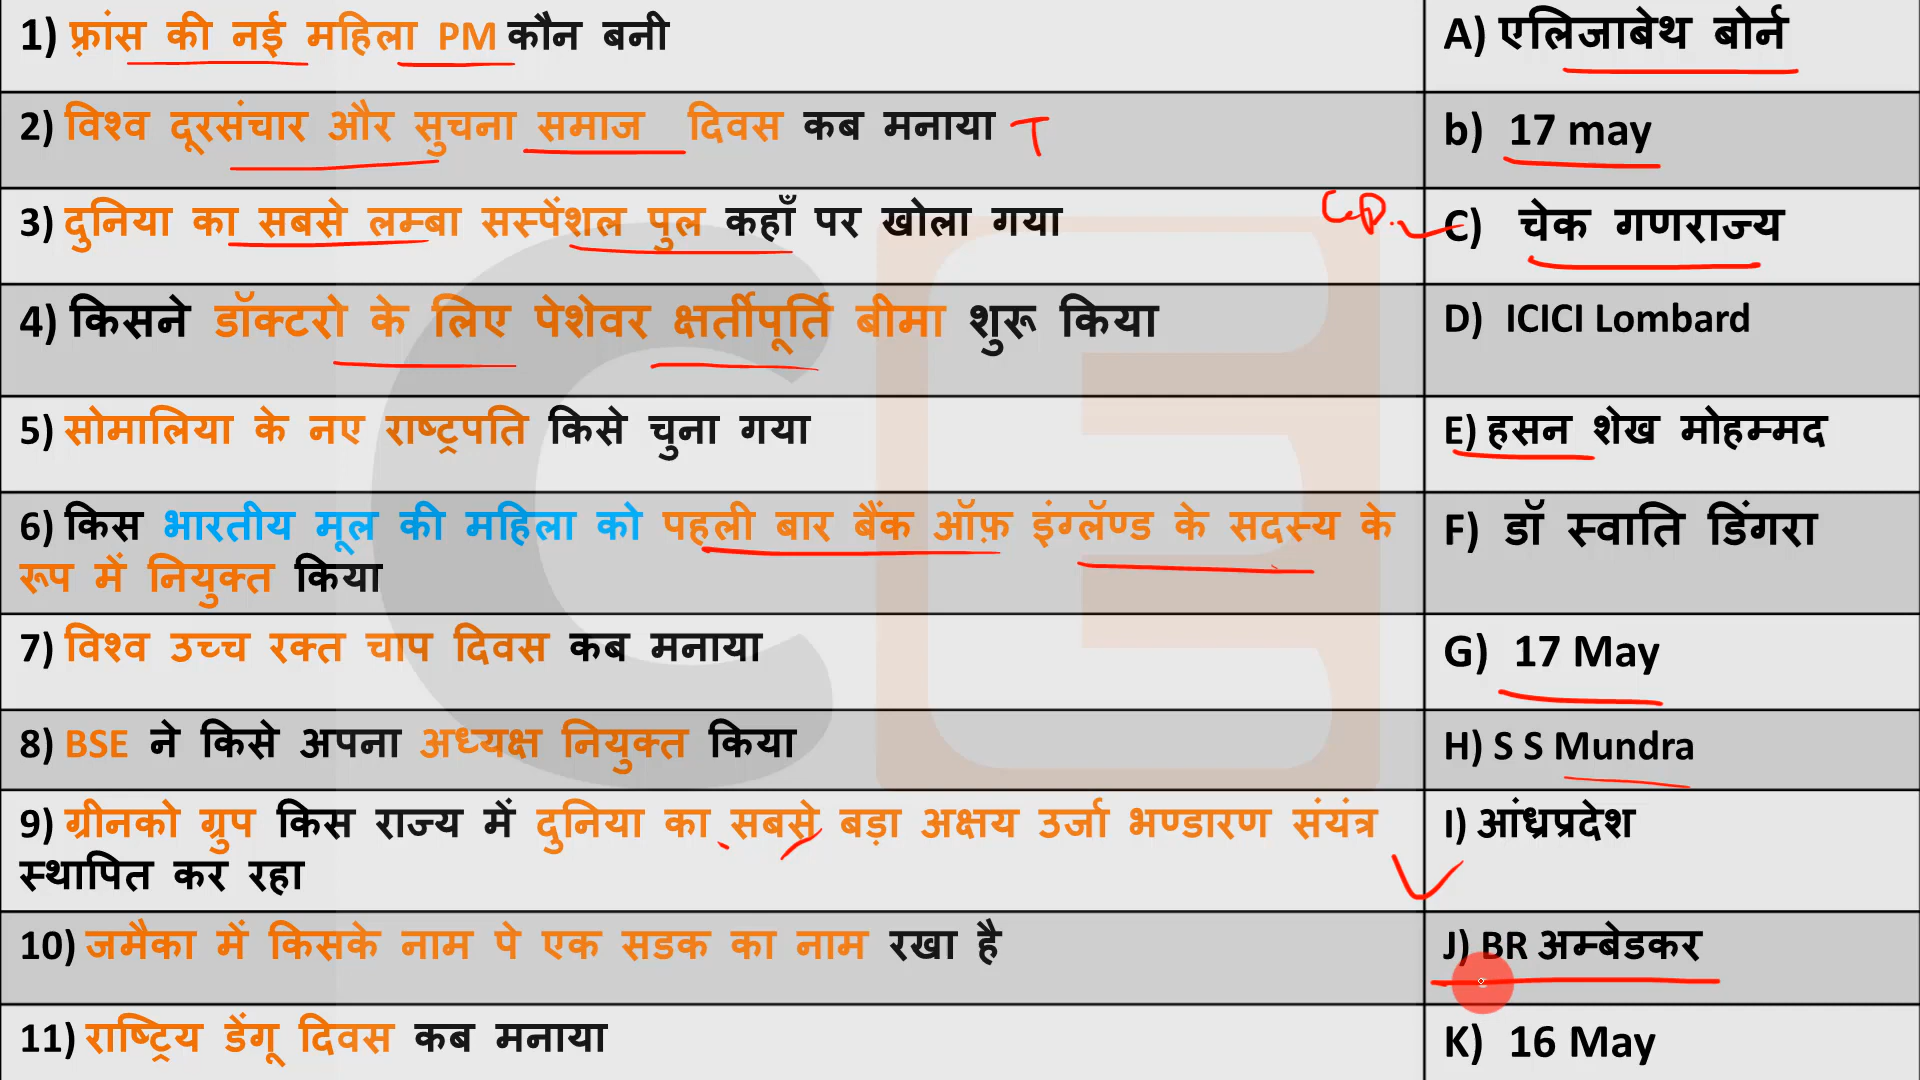 1) फ़्रांस की नई महिला PM कौन बनी
A) एलिजाबेथ बोर्न
2) विश्व दूरसंचार और सुचना समाज दिवस कब मनाया T
b) 17 may
3) दुनिया का सबसे लम्बा सस्पेंशल पुल कहाँ पर खोला गया
C) चेक गणराज्य
4) किसने डॉक्टरो के लिए पेशेवर क्षर्तीपूर्ति बीमा शुरू किया
D) ICICI Lombard
5) सोमालिया के नए राष्ट्रपति किसे चुना गया
E) हसन शेख मोहम्मद
6) किस भारतीय मूल की महिला को पहली बार बैंक ऑफ़ इंग्लॅण्ड के सदस्य के
रूप में नियुक्त किया
F) डॉ स्वाति डिंगरा
7) विश्व उच्च रक्त चाप दिवस कब मनाया
G) 17 May
8) BSE ने किसे अपना अध्यक्ष नियुक्त किया
H) S S Mundra
9) ग्रीनको ग्रुप किस राज्य में दुनिया का सबसे बड़ा अक्षय उर्जा भण्डारण संयंत्र
स्थापित कर रहा
I) आंध्रप्रदेश
10) जमैका में किसके नाम पे एक सडक का नाम रखा है
J) BR अम्बेडकर
11) राष्ट्रिय डेंगू दिवस कब मनाया
K) 16 May
CE